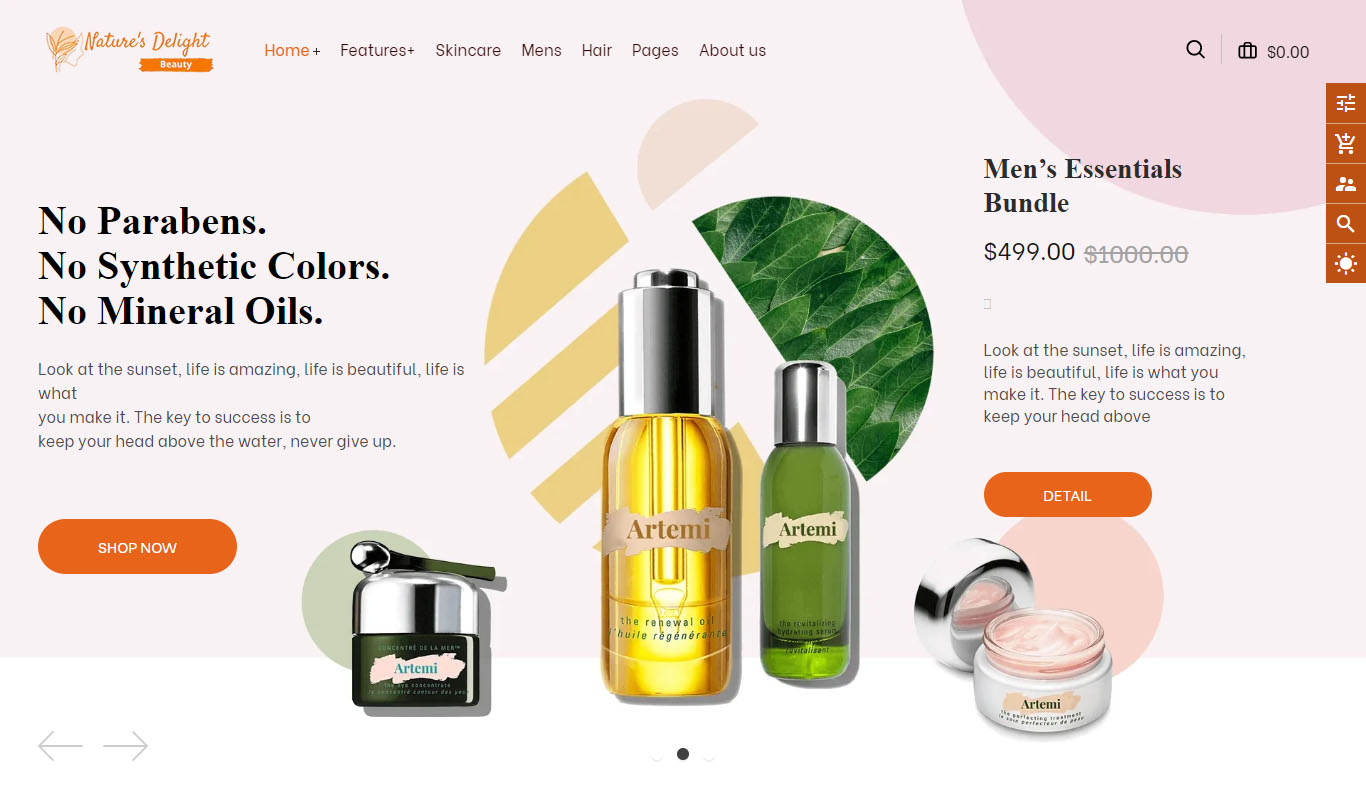 Nature's Delight
Beauty
Home +
Features+
Skincare
Mens
Hair
Pages
About us
$0.00
No Parabens.
No Synthetic Colors.
No Mineral Oils.
Look at the sunset, life is amazing, life is beautiful, life is
what
you make it. The key to success is to
keep your head above the water, never give up.
SHOP NOW
Men's Essentials
Bundle
$499.00 $1000.00
Look at the sunset, life is amazing,
life is beautiful, life is what you
make it. The key to success is to
keep your head above
DETAIL
CONCENTRÉ DE LA MER™
Artemi
the eye concentrate
le concentré contour des yeux
Artemi
the renewal oil
l'huile régénérante
Artemi
the revitalizing
hydrating serum
revitalisant
Artemi
the perfecting treatment
le soin perfecteur de peau